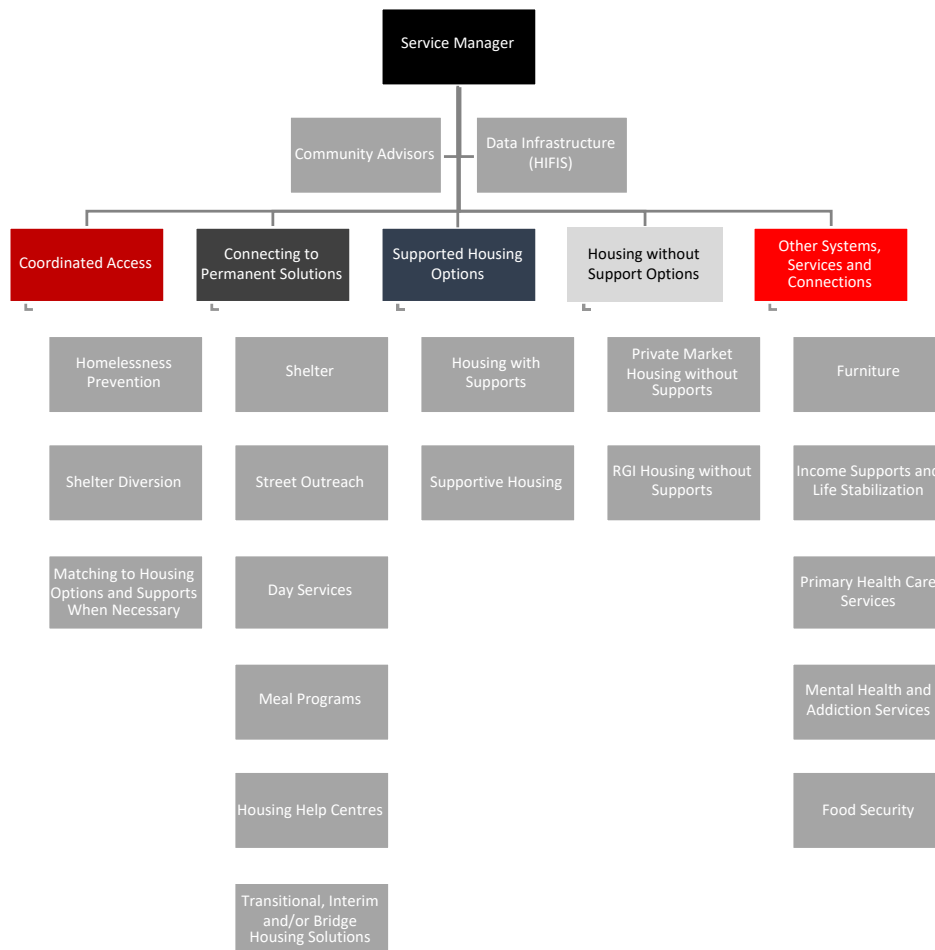 Service Manager
Community Advisors
Data Infrastructure
(HIFIS)
Coordinated Access
Connecting to
Permanent Solutions
Supported Housing
Options
Housing without
Support Options
Other Systems,
Services and
Connections
Homelessness
Prevention
Shelter Diversion
Matching to Housing
Options and Supports
When Necessary
Shelter
Street Outreach
Day Services
Meal Programs
Housing Help Centres
Transitional, Interim
and/or Bridge
Housing Solutions
Housing with
Supports
Supportive Housing
Private Market
Housing without
Supports
RGI Housing without
Supports
Furniture
Income Supports and
Life Stabilization
Primary Health Care
Services
Mental Health and
Addiction Services
Food Security